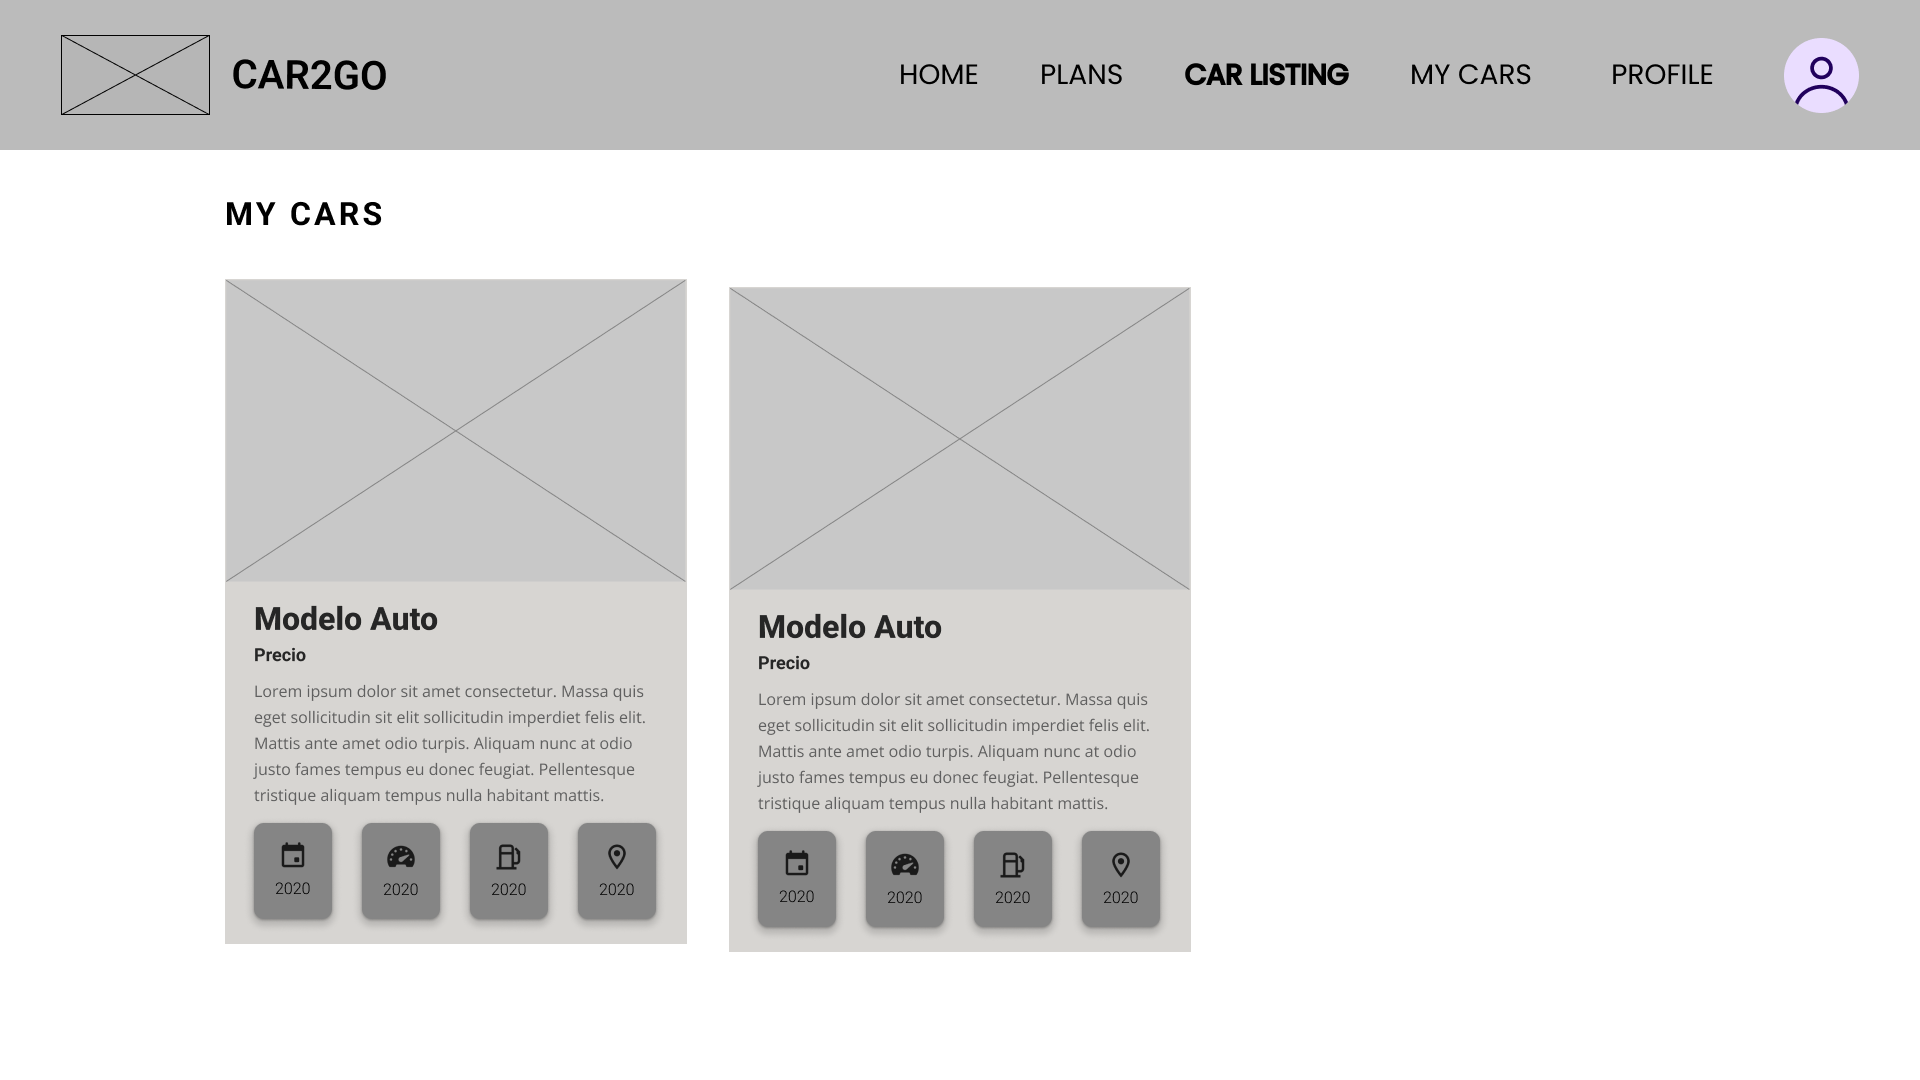 CAR2GO
HOME
PLANS
CAR LISTING
MY CARS
PROFILE
MY CARS
Modelo Auto
Precio
Lorem ipsum dolor sit amet consectetur. Massa quis
eget sollicitudin sit elit sollicitudin imperdiet felis elit.
Mattis ante amet odio turpis. Aliquam nunc at odio
justo fames tempus eu donec feugiat. Pellentesque
tristique aliquam tempus nulla habitant mattis.
2020
2020
2020
2020
Modelo Auto
Precio
Lorem ipsum dolor sit amet consectetur. Massa quis
eget sollicitudin sit elit sollicitudin imperdiet felis elit.
Mattis ante amet odio turpis. Aliquam nunc at odio
justo fames tempus eu donec feugiat. Pellentesque
tristique aliquam tempus nulla habitant mattis.
2020
2020
2020
2020